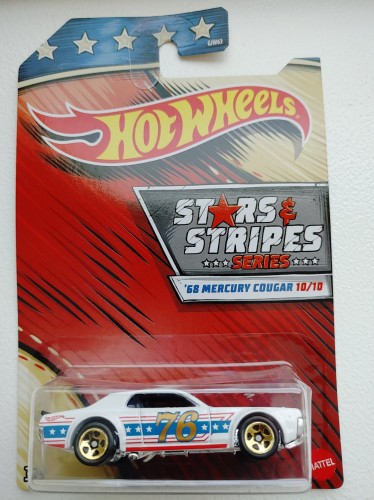 HOT WHEELS
STARS &
STRIPES
SERIES
'68 MERCURY COUGAR 10/10
76
MATTEL